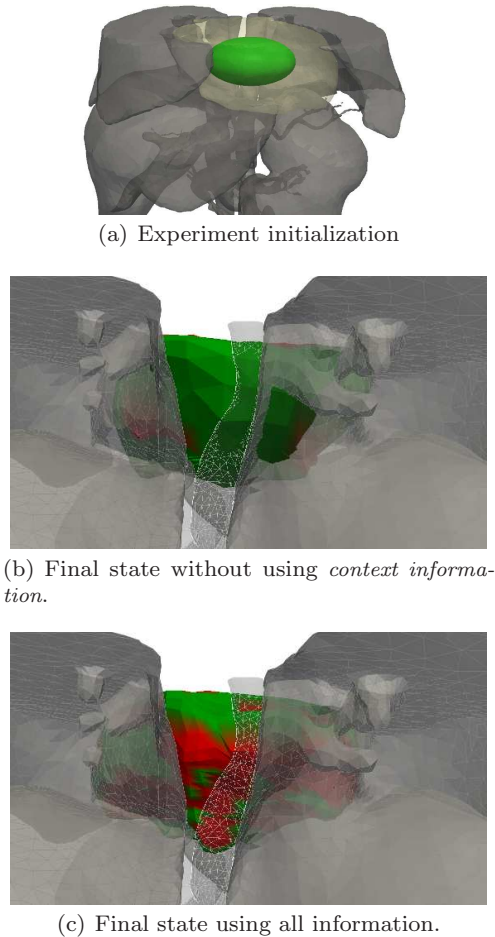 (a) Experiment initialization
(b) Final state without using context informa-
tion.
(c) Final state using all information.